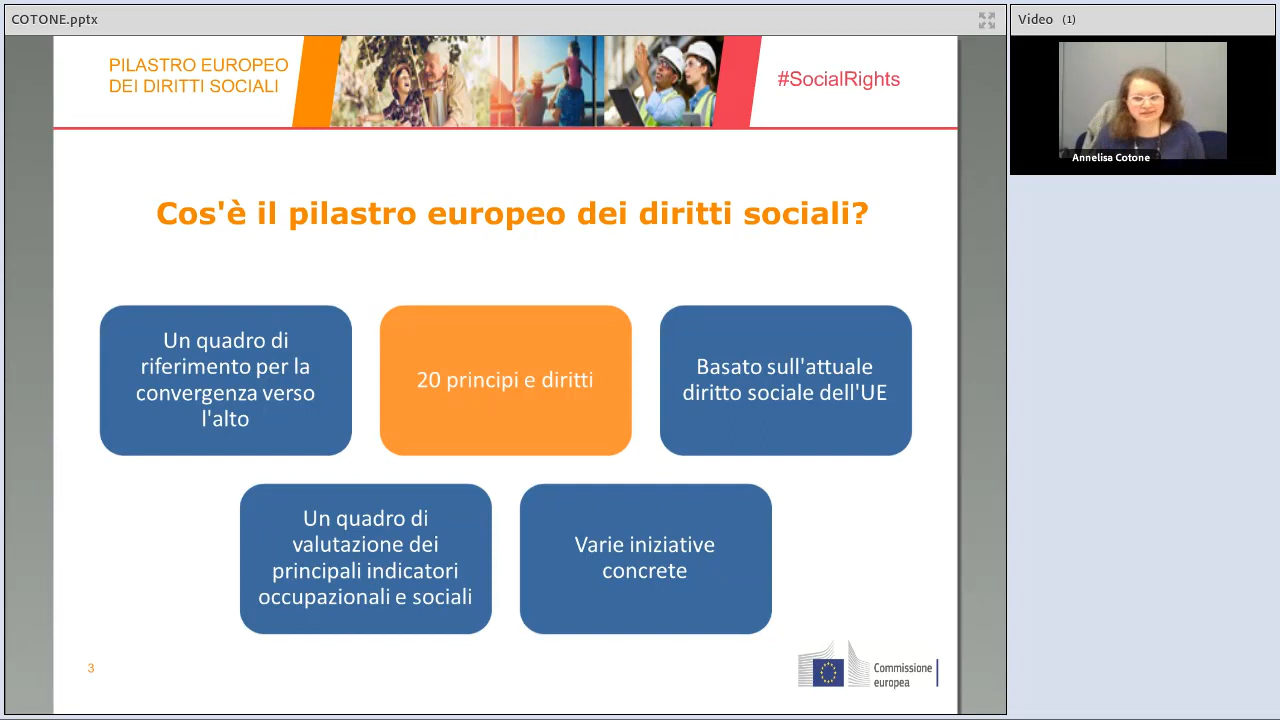 COTONE.pptx
Video (1)
PILASTRO EUROPEO
DEI DIRITTI SOCIALI
#SocialRights
Annelisa Cotone
Cos'è il pilastro europeo dei diritti sociali?
Un quadro di
riferimento per la
convergenza verso
l'alto
20 principi e diritti
Basato sull'attuale
diritto sociale dell'UE
Un quadro di
valutazione dei
principali indicatori
occupazionali e sociali
Varie iniziative
concrete
3
Commissione
europea